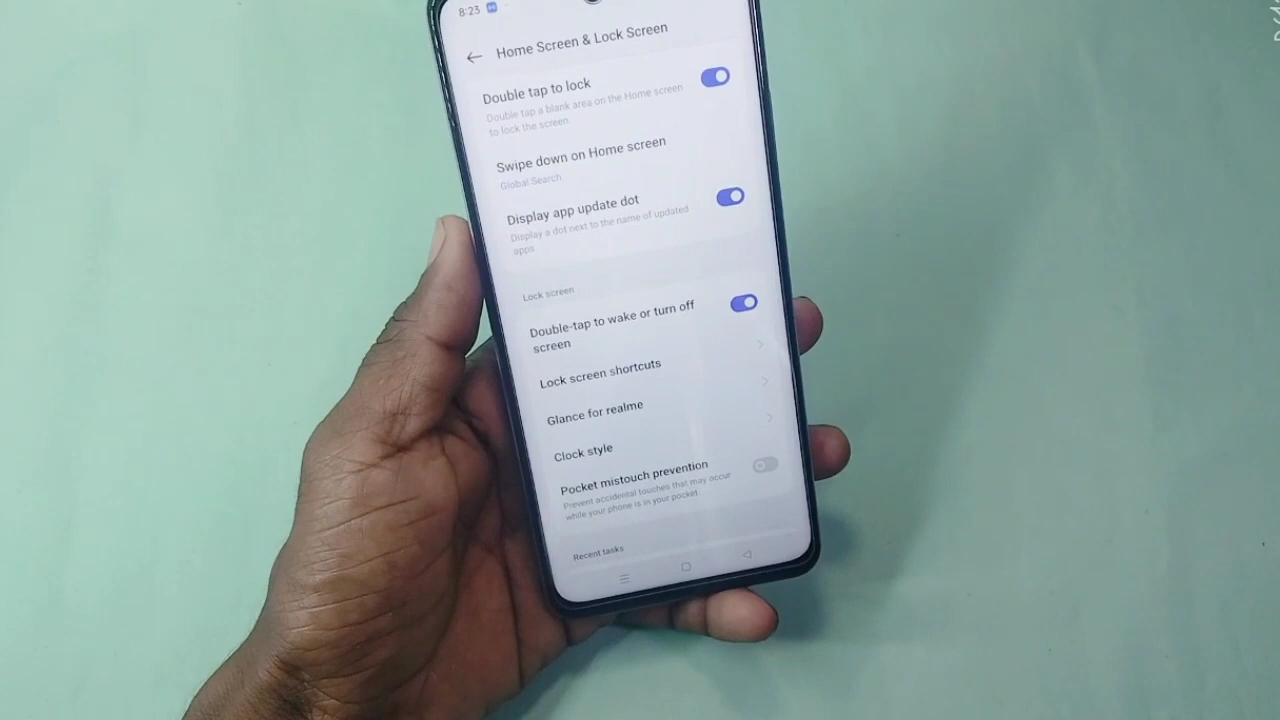 8:23
Home Screen & Lock Screen
Double tap to lock
Double tap a blank area on the Home screen
to lock the screen.
Swipe down on Home screen
Global Search
Display app update dot
Display a dot next to the name of updated
apps
Lock screen
Double-tap to wake or turn off
screen
Lock screen shortcuts
Glance for realme
Clock style
Pocket mistouch prevention
Prevent accidental touches that may occur
while your phone is in your pocket.
Recent tasks